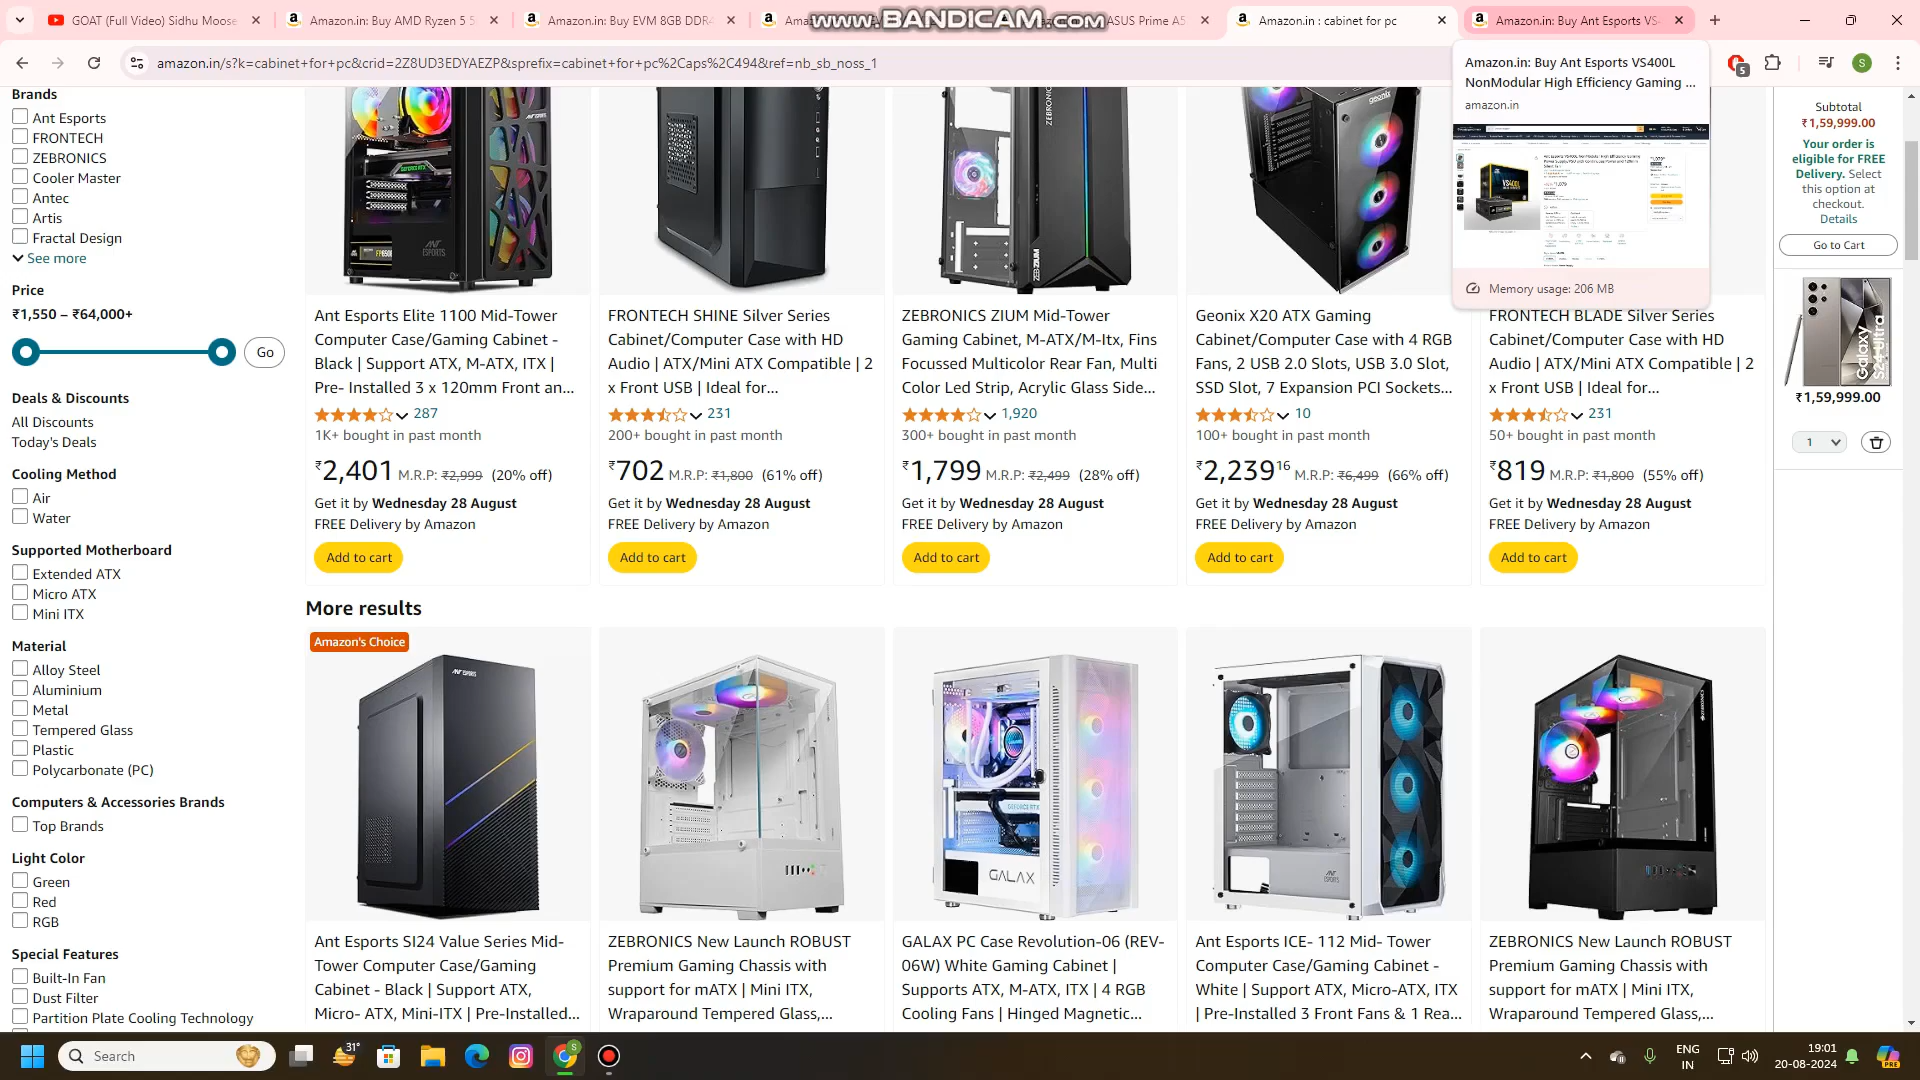 GOAT (Full Video) Sidhu Moose
Amazon.in: Buy AMD Ryzen 5 5
Amazon.in: Buy EVM 8GB DDR4
ASUS Prime A5
Amazon.in : cabinet for pc
Amazon.in: Buy Ant Esports VS
www.BANDICAM.com
amazon.in/s?k=cabinet+for+pc&crid=2Z8UD3EDYAEZP&sprefix=cabinet+for+pc%2Caps%2C494&ref=nb_sb_noss_1
5
S
Amazon.in: Buy Ant Esports VS400L
NonModular High Efficiency Gaming ...
amazon.in
Memory usage: 206 MB
Brands
Ant Esports
FRONTECH
ZEBRONICS
Cooler Master
Antec
Artis
Fractal Design
See more
Price
₹1,550 – ₹64,000+
Go
Deals & Discounts
All Discounts
Today's Deals
Cooling Method
Air
Water
Supported Motherboard
Extended ATX
Micro ATX
Mini ITX
Material
Alloy Steel
Aluminium
Metal
Tempered Glass
Plastic
Polycarbonate (PC)
Computers & Accessories Brands
Top Brands
Light Color
Green
Red
RGB
Special Features
Built-In Fan
Dust Filter
Partition Plate Cooling Technology
Ant Esports Elite 1100 Mid-Tower
Computer Case/Gaming Cabinet -
Black | Support ATX, M-ATX, ITX |
Pre- Installed 3 x 120mm Front an...
287
1K+ bought in past month
₹2,401 M.R.P: ₹2,999 (20% off)
Get it by Wednesday 28 August
FREE Delivery by Amazon
Add to cart
FRONTECH SHINE Silver Series
Cabinet/Computer Case with HD
Audio | ATX/Mini ATX Compatible | 2
x Front USB | Ideal for...
231
200+ bought in past month
₹702 M.R.P: ₹1,800 (61% off)
Get it by Wednesday 28 August
FREE Delivery by Amazon
Add to cart
ZEBRONICS ZIUM Mid-Tower
Gaming Cabinet, M-ATX/M-Itx, Fins
Focussed Multicolor Rear Fan, Multi
Color Led Strip, Acrylic Glass Side...
1,920
300+ bought in past month
₹1,799 M.R.P: ₹2,499 (28% off)
Get it by Wednesday 28 August
FREE Delivery by Amazon
Add to cart
Geonix X20 ATX Gaming
Cabinet/Computer Case with 4 RGB
Fans, 2 USB 2.0 Slots, USB 3.0 Slot,
SSD Slot, 7 Expansion PCI Sockets...
10
100+ bought in past month
₹2,239 16 M.R.P: ₹6,499 (66% off)
Get it by Wednesday 28 August
FREE Delivery by Amazon
Add to cart
FRONTECH BLADE Silver Series
Cabinet/Computer Case with HD
Audio | ATX/Mini ATX Compatible | 2
x Front USB | Ideal for...
231
50+ bought in past month
₹819 M.R.P: ₹1,800 (55% off)
Get it by Wednesday 28 August
FREE Delivery by Amazon
Add to cart
Subtotal
₹1,59,999.00
Your order is
eligible for FREE
Delivery. Select
this option at
checkout.
Details
Go to Cart
Galaxy
S24 Ultra
₹1,59,999.00
1
More results
Amazon's Choice
ANT ESPORTS
GALAX
Ant Esports SI24 Value Series Mid-
Tower Computer Case/Gaming
Cabinet - Black | Support ATX,
Micro- ATX, Mini-ITX | Pre-Installed...
ZEBRONICS New Launch ROBUST
Premium Gaming Chassis with
support for mATX | Mini ITX,
Wraparound Tempered Glass,...
GALAX PC Case Revolution-06 (REV-
06W) White Gaming Cabinet |
Supports ATX, M-ATX, ITX | 4 RGB
Cooling Fans | Hinged Magnetic...
Ant Esports ICE- 112 Mid- Tower
Computer Case/Gaming Cabinet -
White | Support ATX, Micro-ATX, ITX
| Pre-Installed 3 Front Fans & 1 Rea...
ZEBRONICS New Launch ROBUST
Premium Gaming Chassis with
support for mATX | Mini ITX,
Wraparound Tempered Glass,...
Search
31°
ENG
IN
19:01
20-08-2024